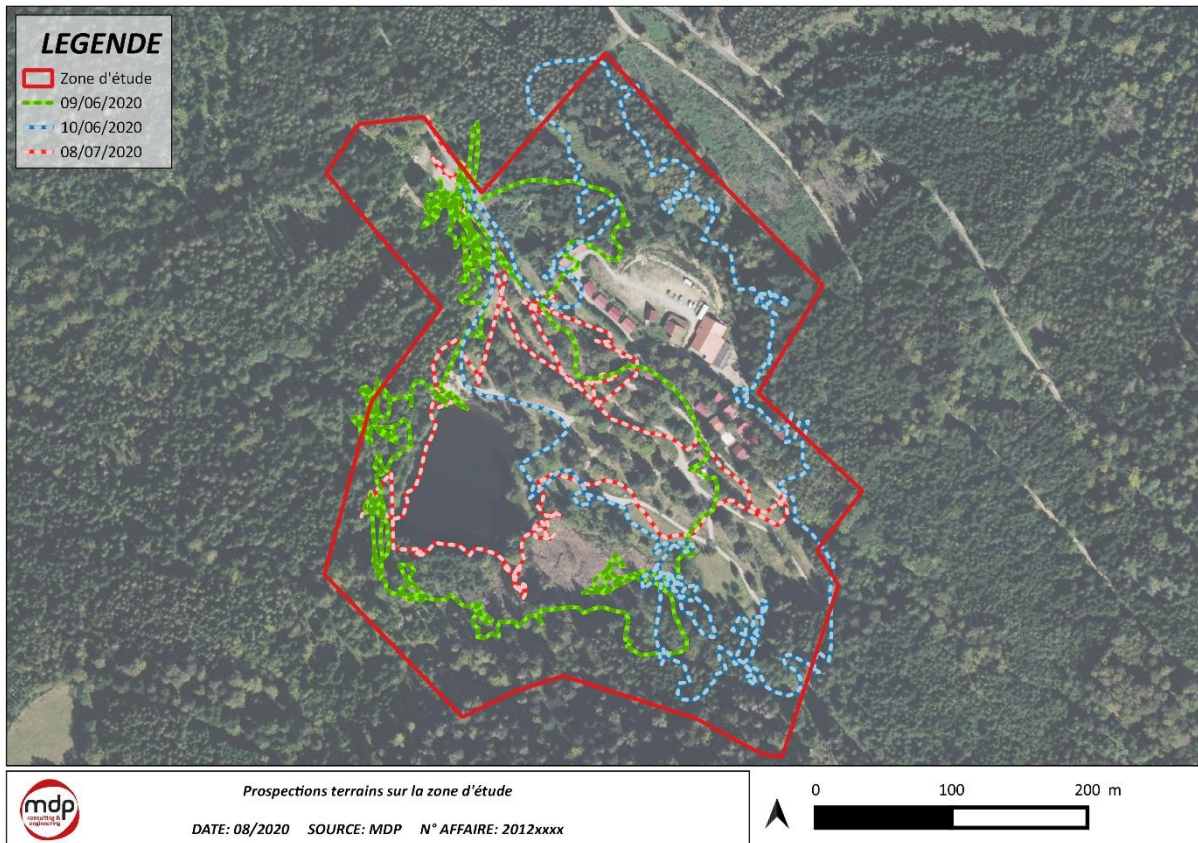 LEGENDE
Zone d'étude
09/06/2020
10/06/2020
08/07/2020
mdp
consulting &
engineering
Prospections terrains sur la zone d'étude
DATE: 08/2020 SOURCE: MDP N° AFFAIRE: 2012xxxx
0 100 200 m